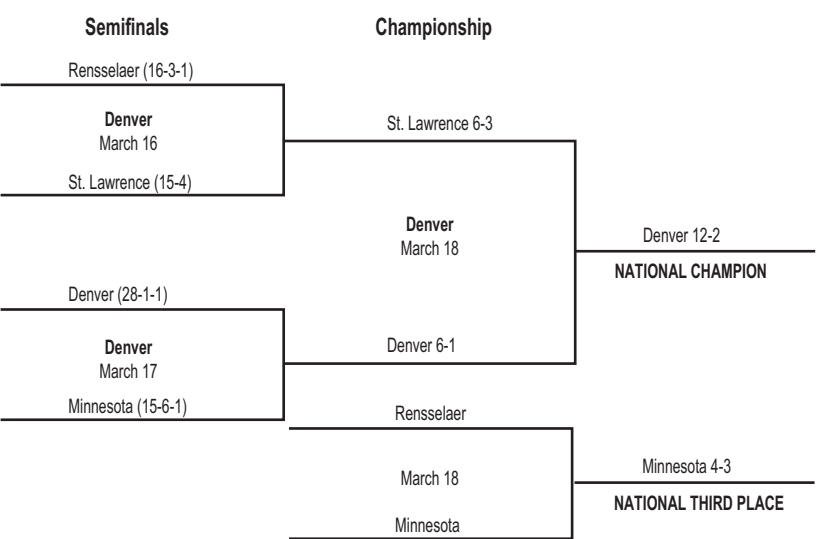 Semifinals
Championship
Rensselaer (16-3-1)
Denver
March 16
St. Lawrence (15-4)
St. Lawrence 6-3
Denver
March 18
Denver 12-2
NATIONAL CHAMPION
Denver (28-1-1)
Denver
March 17
Minnesota (15-6-1)
Denver 6-1
Rensselaer
March 18
Minnesota
Minnesota 4-3
NATIONAL THIRD PLACE